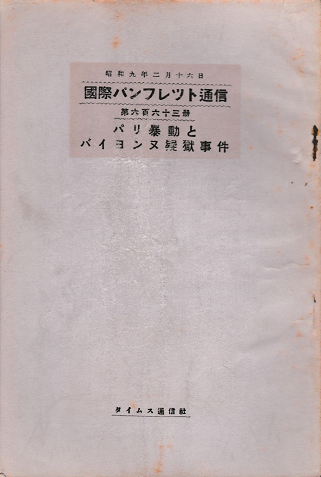 昭和九年二月十六日
國際パンフレツト通信
第六百六十三册
パリ暴動と
バイヨンヌ疑獄事件
タイムス通信社